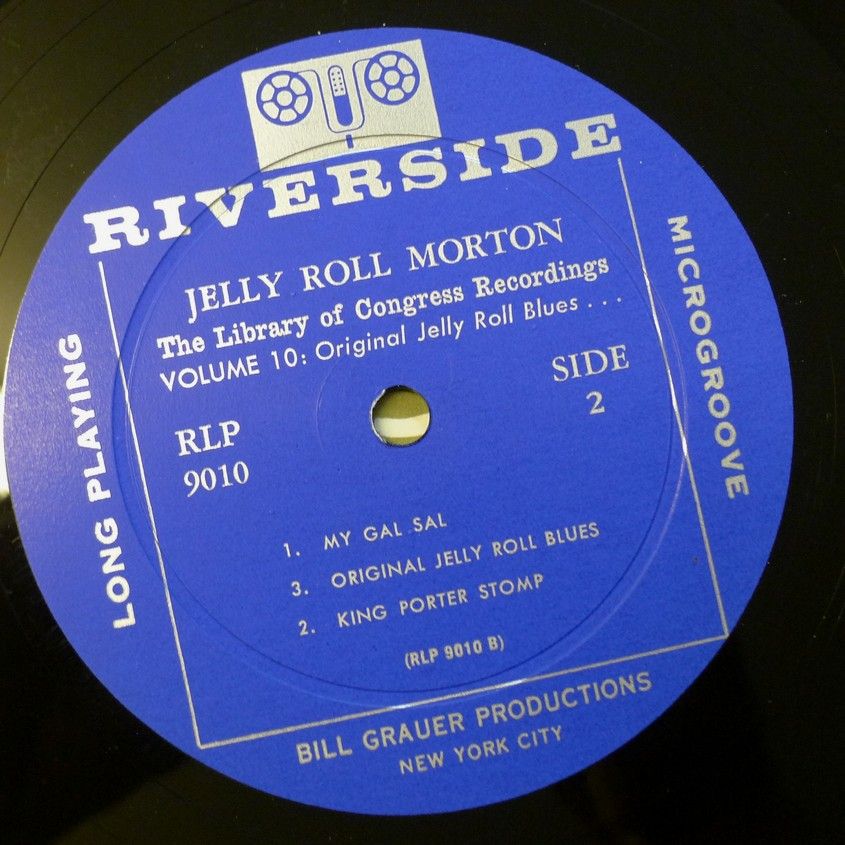 RIVERSIDE
JELLY ROLL MORTON
The Library of Congress Recordings
VOLUME 10: Original Jelly Roll Blues . . .
SIDE
2
RLP
9010
LONG PLAYING
MICROGROOVE
1. MY GAL SAL
3. ORIGINAL JELLY ROLL BLUES
2. KING PORTER STOMP
(RLP 9010 B)
BILL GRAUER PRODUCTIONS
NEW YORK CITY